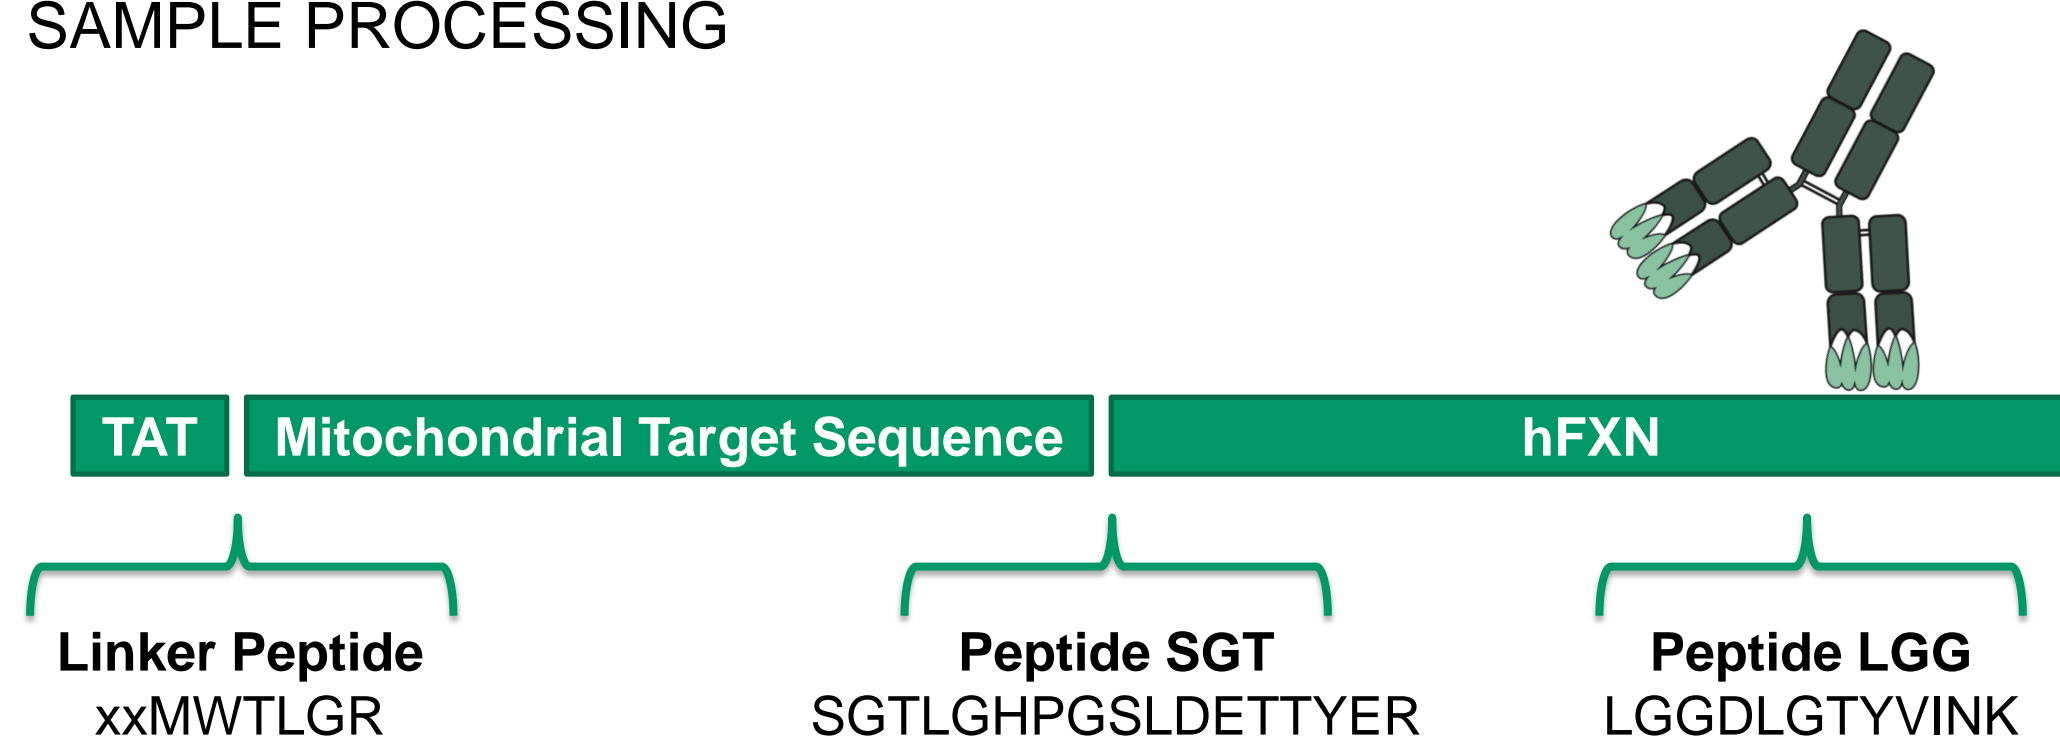 SAMPLE PROCESSING
TAT
Mitochondrial Target Sequence
hFXN
Linker Peptide
xxMWTLGR
Peptide SGT
SGTLGHPGSLDETTYER
Peptide LGG
LGGDLGTYVINK